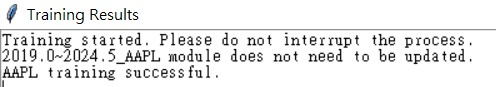 Training Results
Training started. Please do not interrupt the process.
2019.0~2024.5_AAPL module does not need to be updated.
AAPL training successful.